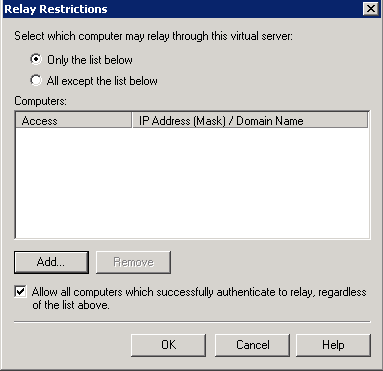 Relay Restrictions
Select which computer may relay through this virtual server:
Only the list below
All except the list below
Computers:
Access IP Address (Mask) / Domain Name
Add... Remove
Allow all computers which successfully authenticate to relay, regardless
of the list above.
OK Cancel Help